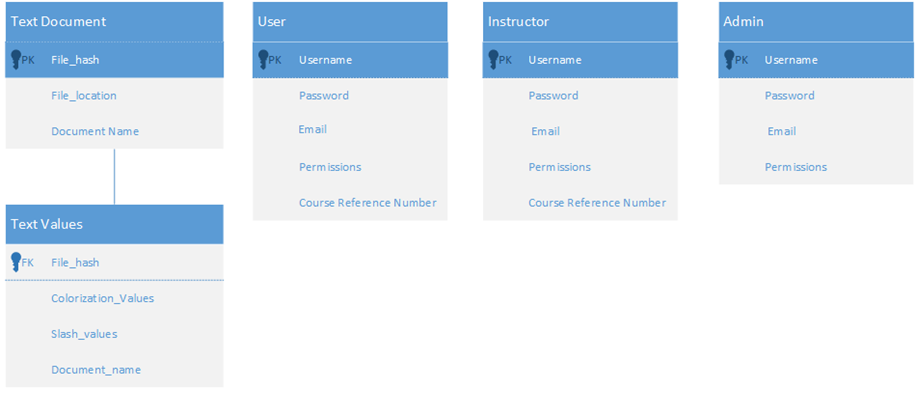 Text Document
PK File_hash
File_location
Document Name
Text Values
FK File_hash
Colorization_Values
Slash_values
Document_name
User
PK Username
Password
Email
Permissions
Course Reference Number
Instructor
PK Username
Password
Email
Permissions
Course Reference Number
Admin
PK Username
Password
Email
Permissions